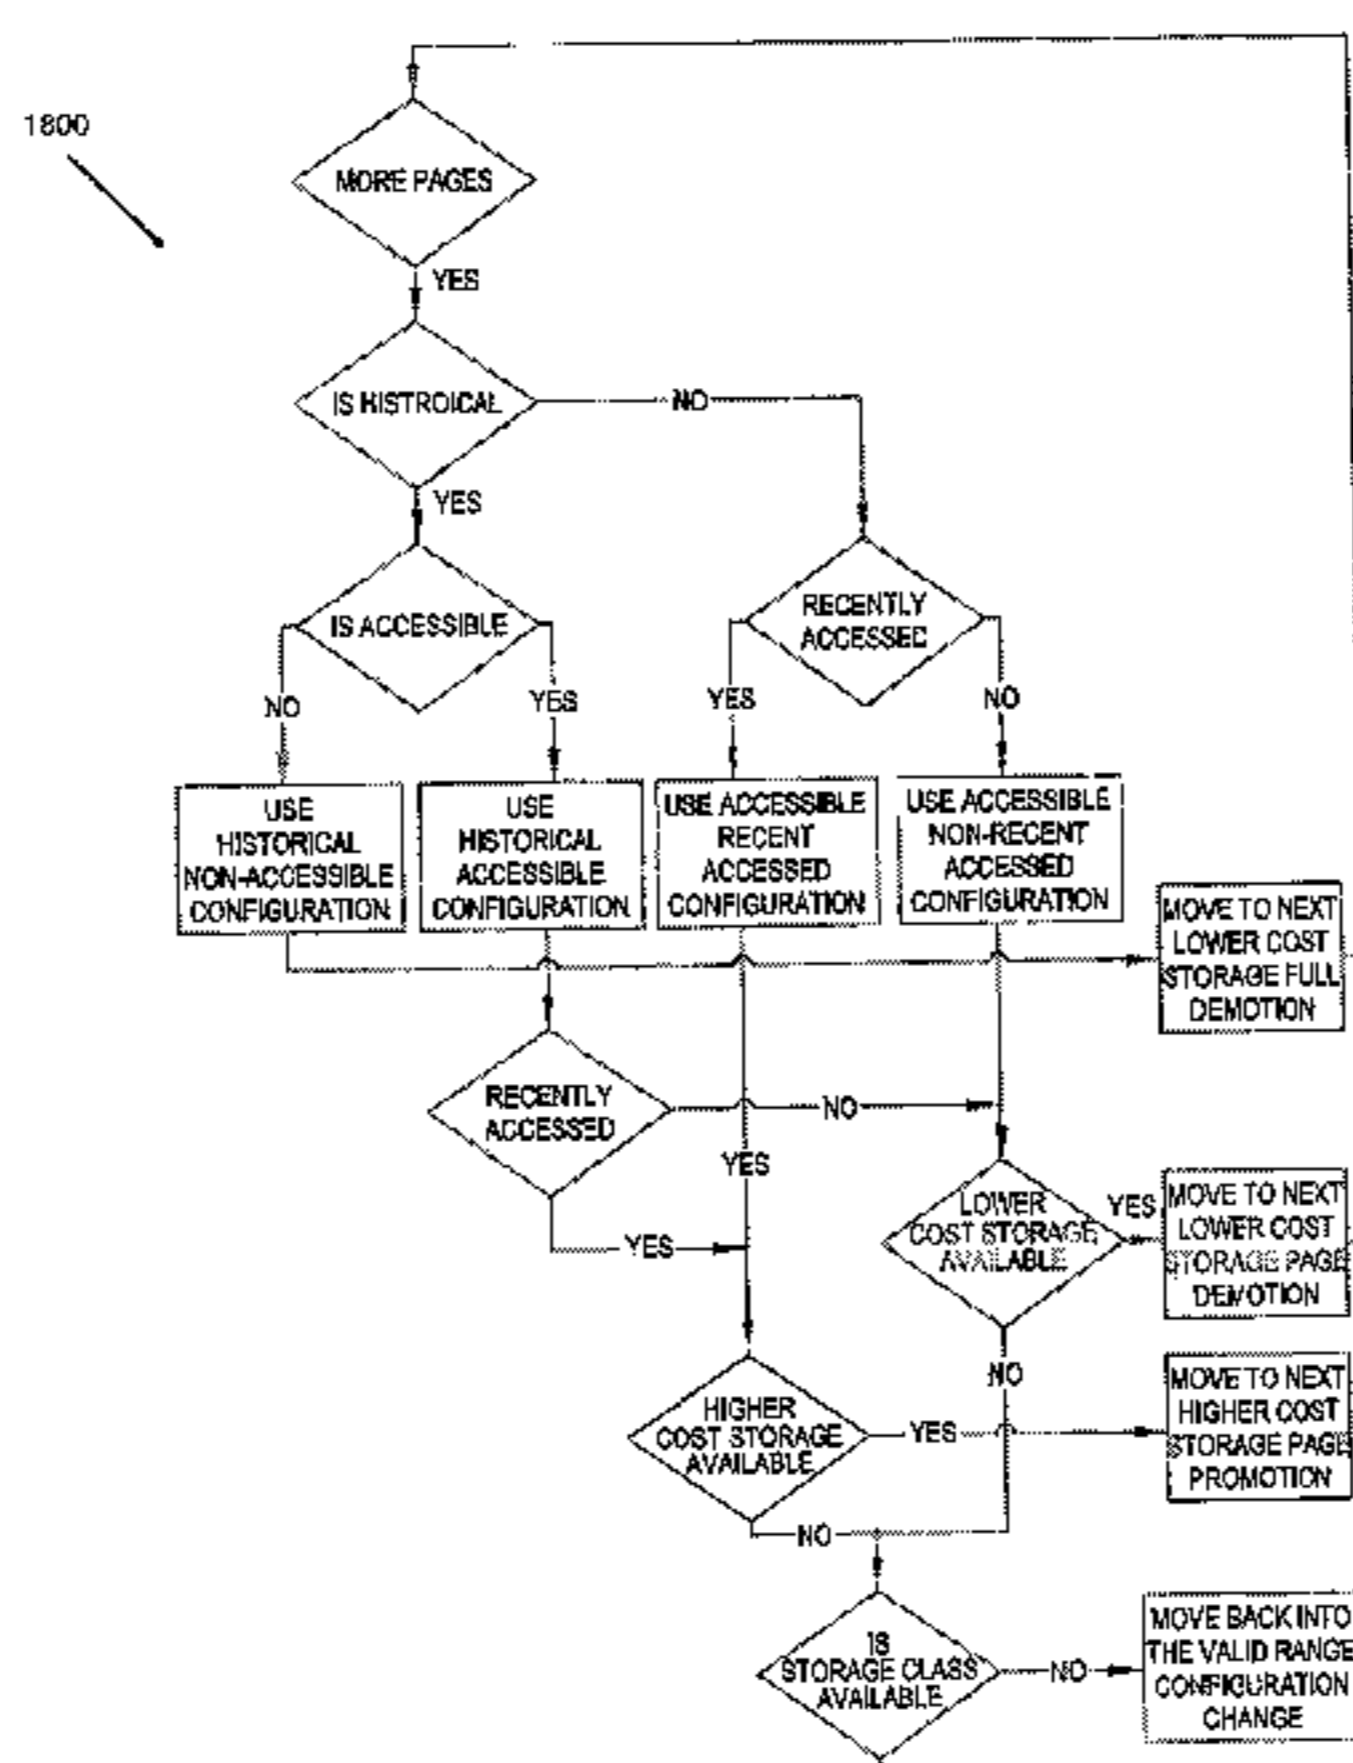 1800
MORE PAGES
YES
IS HISTROICAL
NO
YES
IS ACCESSIBLE
RECENTLY
ACCESSED
NO
YES
YES
NO
USE
HISTORICAL
NON-ACCESSIBLE
CONFIGURATION
USE
HISTORICAL
ACCESSIBLE
CONFIGURATION
USE ACCESSIBLE
RECENT
ACCESSED
CONFIGURATION
USE ACCESSIBLE
NON-RECENT
ACCESSED
CONFIGURATION
MOVE TO NEXT
LOWER COST
STORAGE FULL
DEMOTION
RECENTLY
ACCESSED
NO
YES
YES
LOWER
COST STORAGE
AVAILABLE
YES
MOVE TO NEXT
LOWER COST
STORAGE PAGE
DEMOTION
NO
HIGHER
COST STORAGE
AVAILABLE
YES
MOVE TO NEXT
HIGHER COST
STORAGE PAGE
PROMOTION
NO
IS
STORAGE CLASS
AVAILABLE
NO
MOVE BACK INTO
THE VALID RANGE
CONFIGURATION
CHANGE